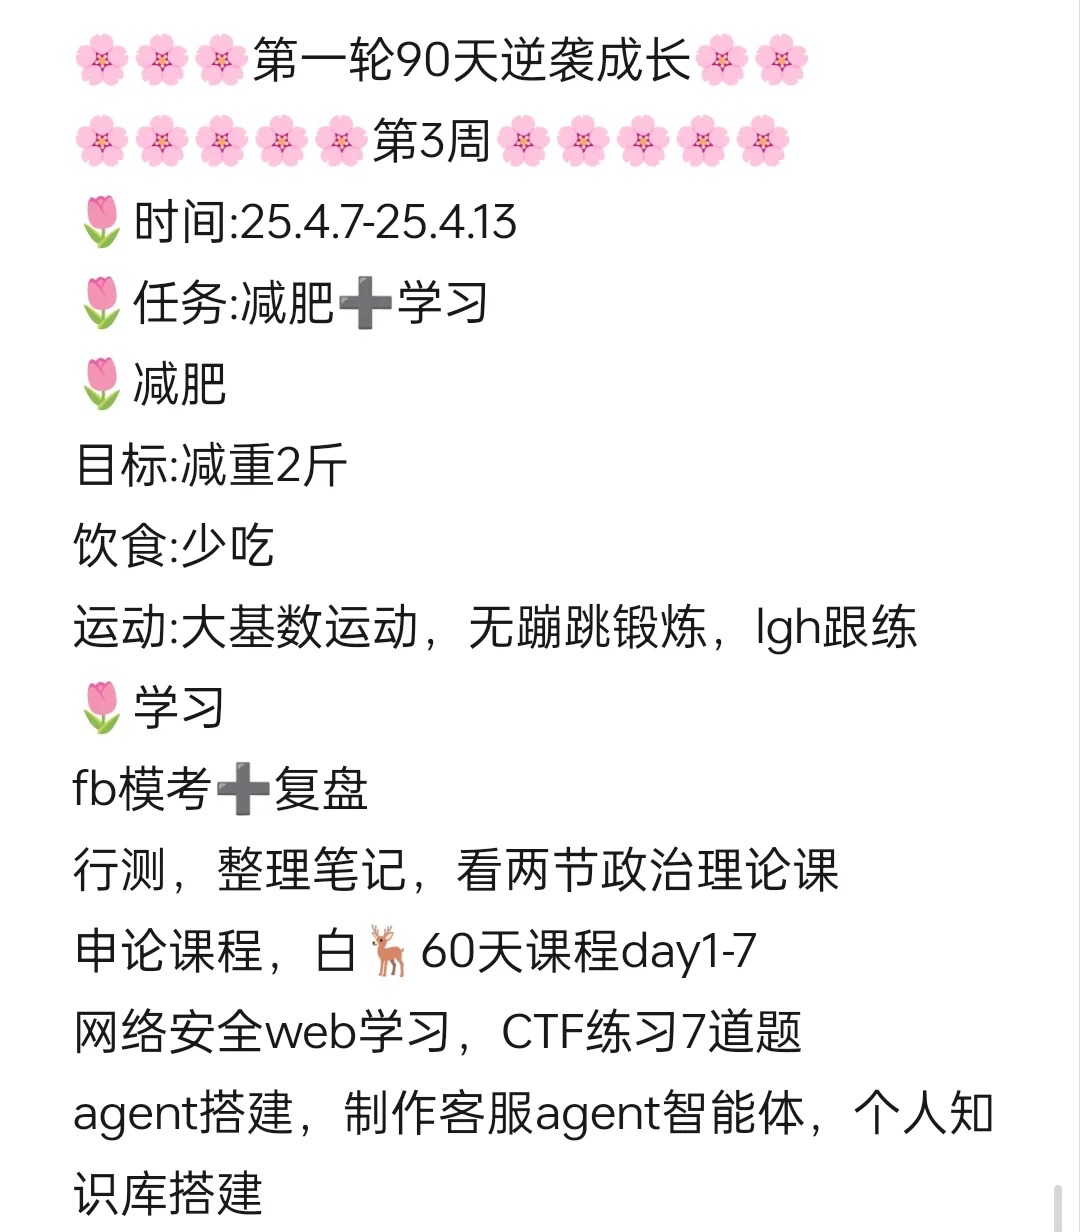 🌸🌸🌸第一轮90天逆袭成长🌸🌸
🌸🌸🌸🌸🌸第3周🌸🌸🌸🌸🌸
🌷时间:25.4.7-25.4.13
🌷任务:减肥➕学习
🌷减肥
目标:减重2斤
饮食:少吃
运动:大基数运动，无蹦跳锻炼，lgh跟练
🌷学习
fb模考➕复盘
行测，整理笔记，看两节政治理论课
申论课程，白🦌60天课程day1-7
网络安全web学习，CTF练习7道题
agent搭建，制作客服agent智能体，个人知
识库搭建